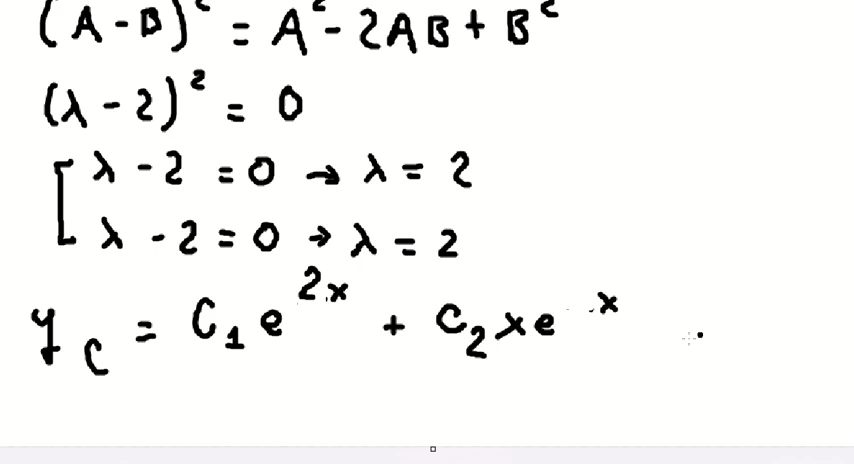 (A - B)² = A² - 2AB + B²
(λ - 2)² = 0
[ λ - 2 = 0 → λ = 2
λ - 2 = 0 → λ = 2
y_C = C₁e^{2x} + C₂xe^{x}